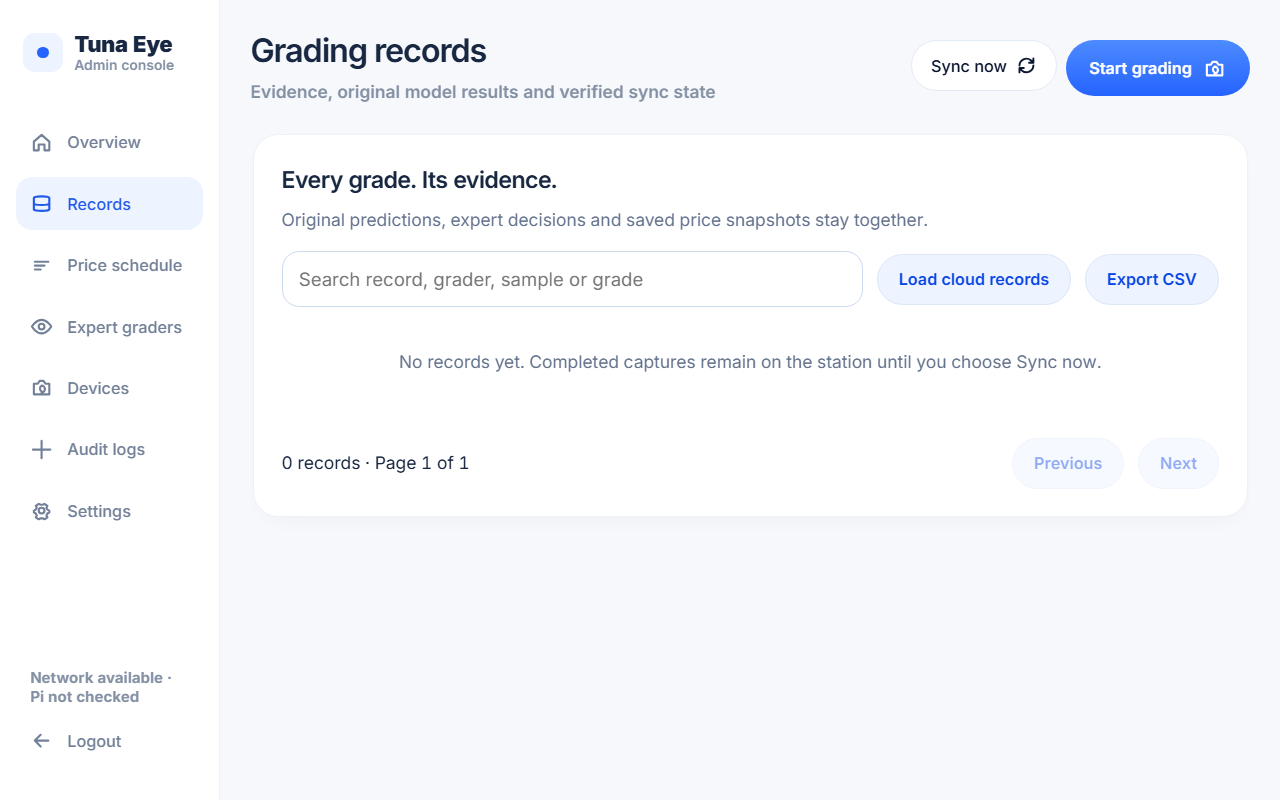 Tuna Eye
Admin console
Overview
Records
Price schedule
Expert graders
Devices
Audit logs
Settings
Network available ·
Pi not checked
Logout
Grading records
Evidence, original model results and verified sync state
Sync now
Start grading
Every grade. Its evidence.
Original predictions, expert decisions and saved price snapshots stay together.
Search record, grader, sample or grade
Load cloud records
Export CSV
No records yet. Completed captures remain on the station until you choose Sync now.
0 records · Page 1 of 1
Previous
Next